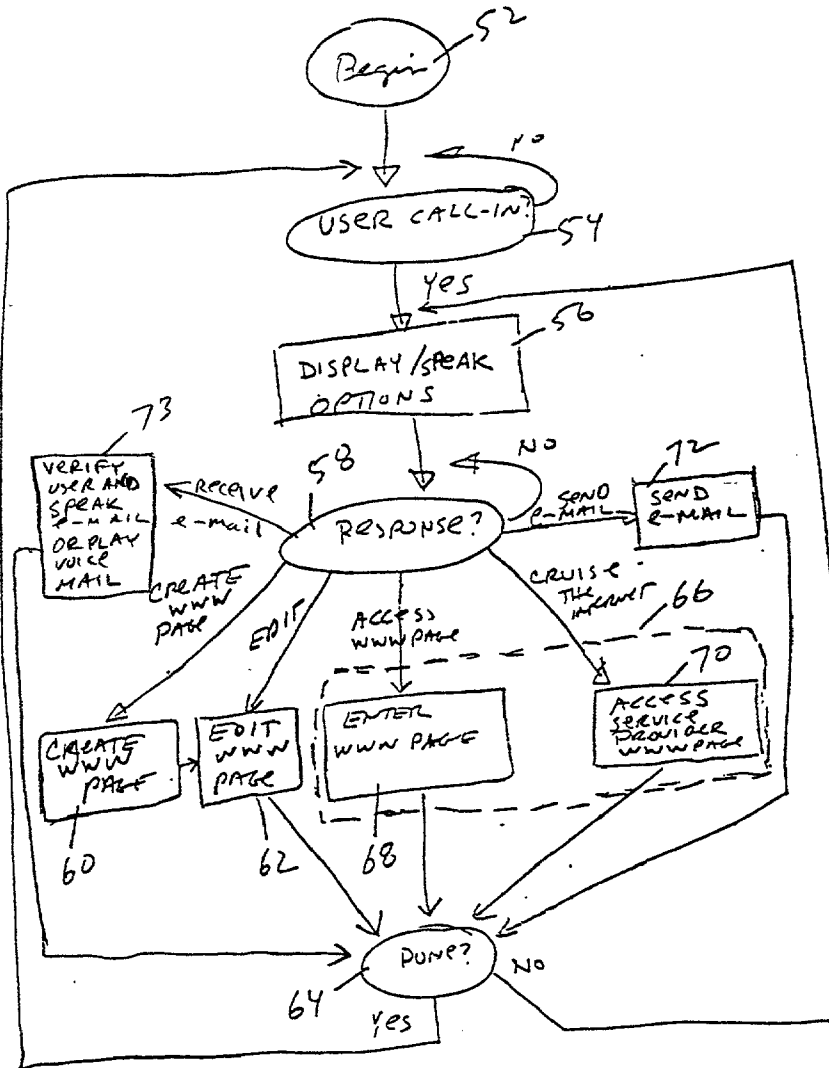 52
Begin
NO
USER CALL-IN?
54
Yes
56
DISPLAY/SPEAK
OPTIONS
73
58
NO
72
VERIFY
USER AND
SPEAK
e-MAIL
OR PLAY
VOICE
MAIL
RECEIVE
e-mail
RESPONSE?
SEND
e-MAIL
SEND
e-MAIL
CREATE
WWW
PAGE
EDIT
ACCESS
WWW PAGE
CRUISE
THE
INTERNET
66
70
CREATE
WWW
PAGE
EDIT
WWW
PAGE
ENTER
WWW PAGE
ACCESS
SERVICE
PROVIDER
WWW PAGE
60
62
68
DONE?
NO
64
Yes